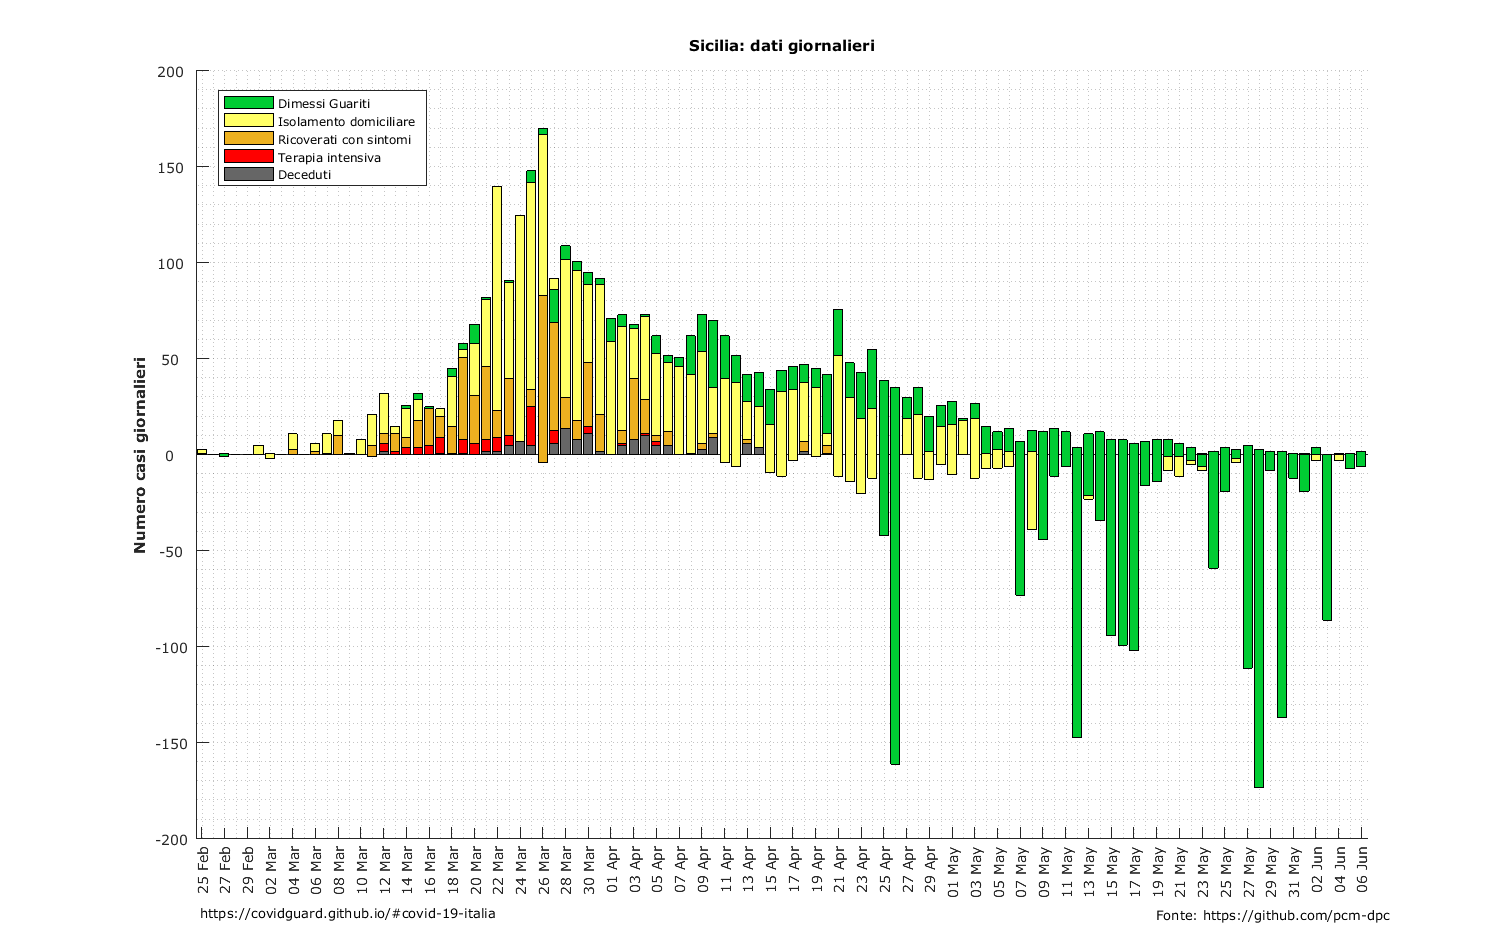 Sicilia: dati giornalieri
Numero casi giornalieri
200
150
100
50
0
-50
-100
-150
-200
Dimessi Guariti
Isolamento domiciliare
Ricoverati con sintomi
Terapia intensiva
Deceduti
25 Feb
27 Feb
29 Feb
02 Mar
04 Mar
06 Mar
08 Mar
10 Mar
12 Mar
14 Mar
16 Mar
18 Mar
20 Mar
22 Mar
24 Mar
26 Mar
28 Mar
30 Mar
01 Apr
03 Apr
05 Apr
07 Apr
09 Apr
11 Apr
13 Apr
15 Apr
17 Apr
19 Apr
21 Apr
23 Apr
25 Apr
27 Apr
29 Apr
01 May
03 May
05 May
07 May
09 May
11 May
13 May
15 May
17 May
19 May
21 May
23 May
25 May
27 May
29 May
31 May
02 Jun
04 Jun
06 Jun
https://covidguard.github.io/#covid-19-italia
Fonte: https://github.com/pcm-dpc